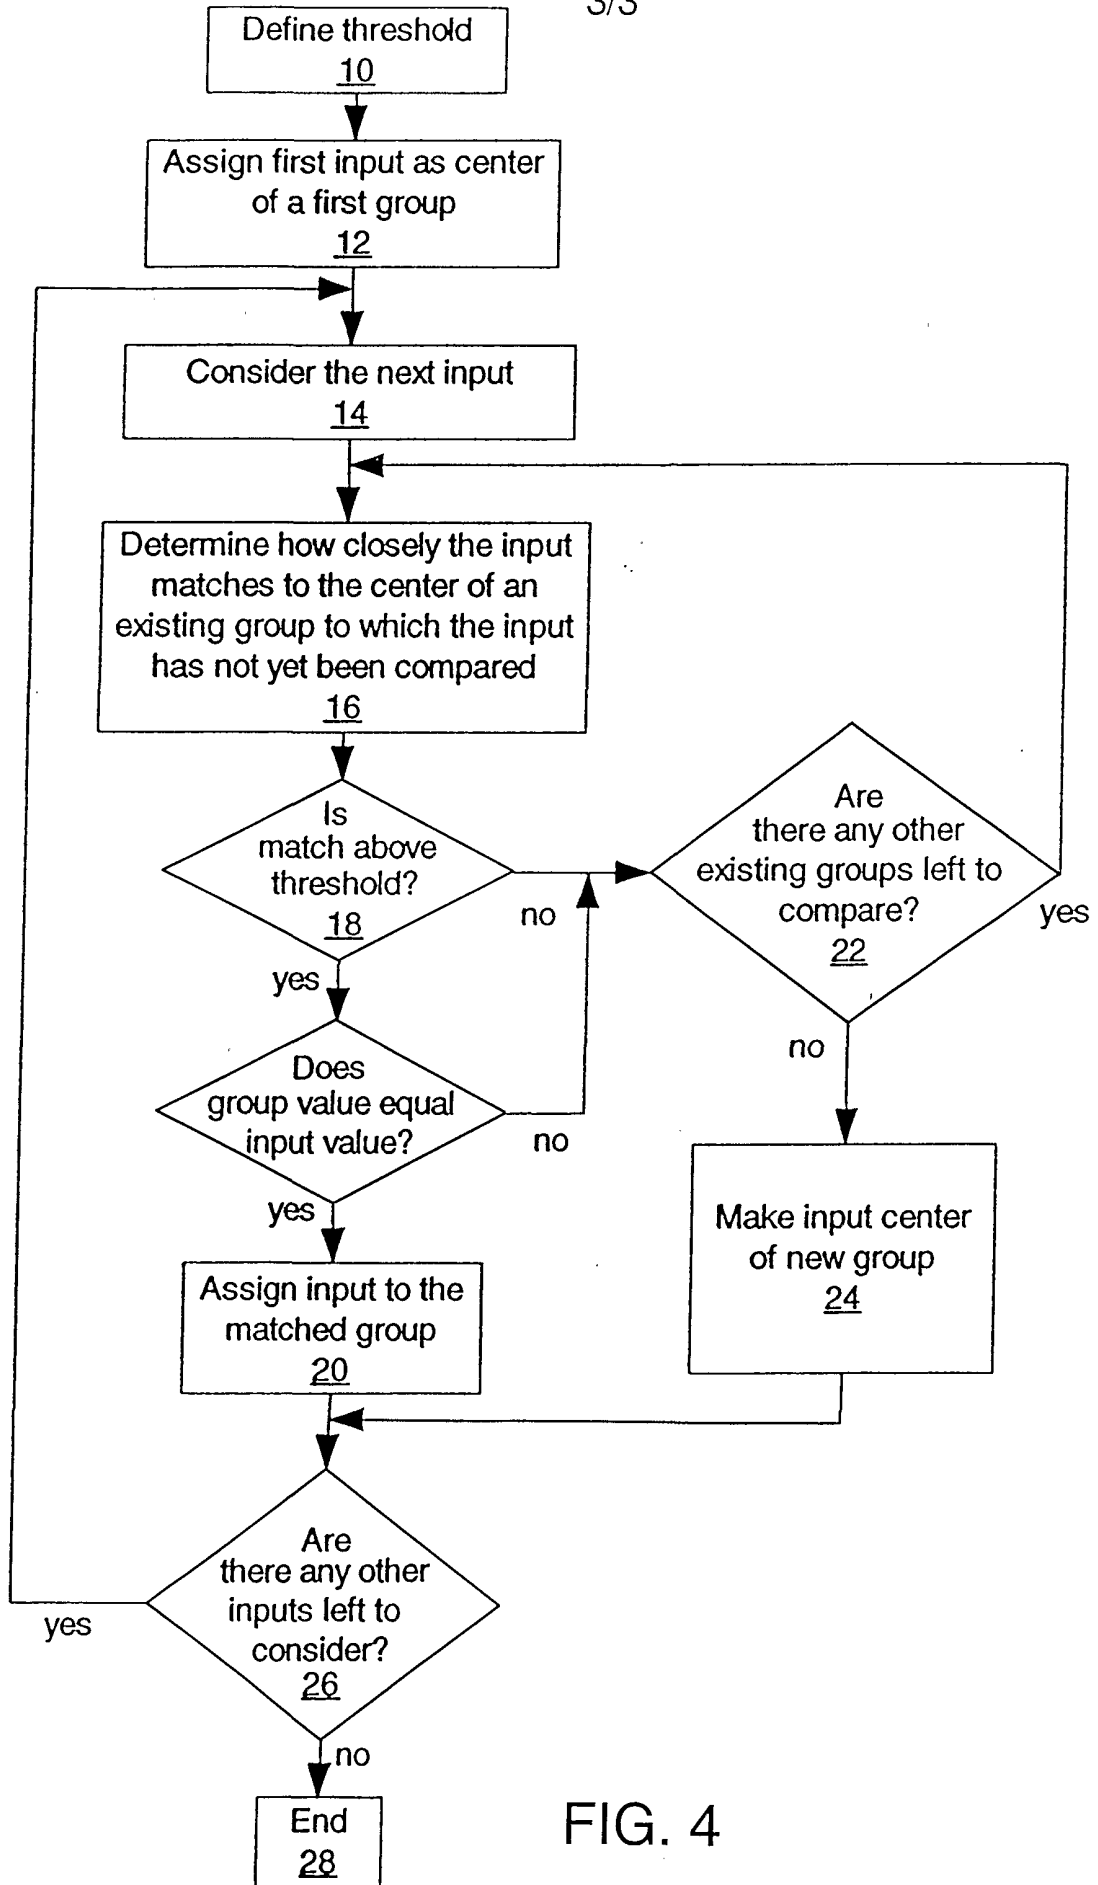 3/3
Define threshold
10
Assign first input as center
of a first group
12
Consider the next input
14
Determine how closely the input
matches to the center of an
existing group to which the input
has not yet been compared
16
Is
match above
threshold?
18
no
yes
Are
there any other
existing groups left to
compare?
22
yes
no
Does
group value equal
input value?
no
yes
Assign input to the
matched group
20
Make input center
of new group
24
Are
there any other
inputs left to
consider?
26
yes
no
End
28
FIG. 4